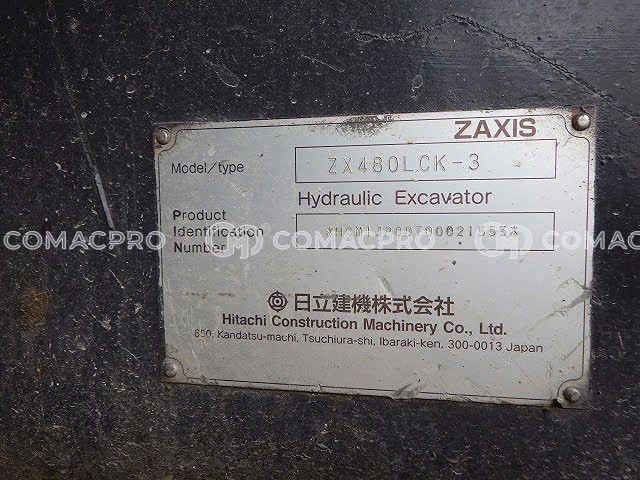 ZAXIS
Model/type ZX480LCK-3
Hydraulic Excavator
Product
Identification
Number
COMACPRO COMACPRO COMACPRO
日立建機株式会社
Hitachi Construction Machinery Co., Ltd.
650, Kandatsu-machi, Tsuchiura-shi, Ibaraki-ken, 300-0013 Japan